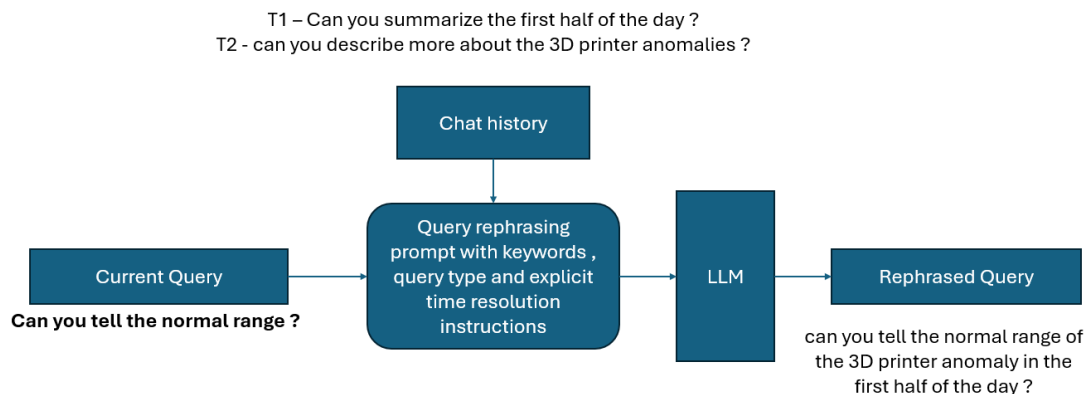 T1 – Can you summarize the first half of the day ?
T2 - can you describe more about the 3D printer anomalies ?
Chat history
Current Query
Can you tell the normal range ?
Query rephrasing
prompt with keywords ,
query type and explicit
time resolution
instructions
LLM
Rephrased Query
can you tell the normal range of
the 3D printer anomaly in the
first half of the day ?